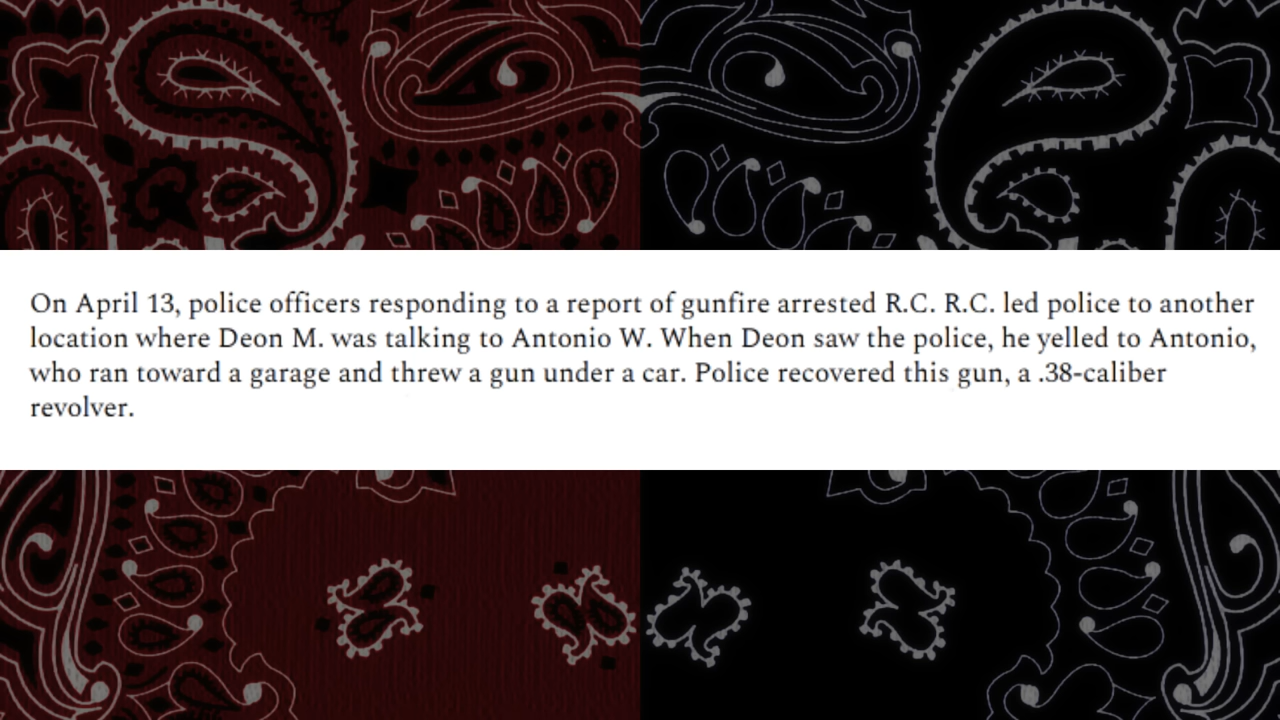 On April 13, police officers responding to a report of gunfire arrested R.C. R.C. led police to another
location where Deon M. was talking to Antonio W. When Deon saw the police, he yelled to Antonio,
who ran toward a garage and threw a gun under a car. Police recovered this gun, a .38-caliber
revolver.